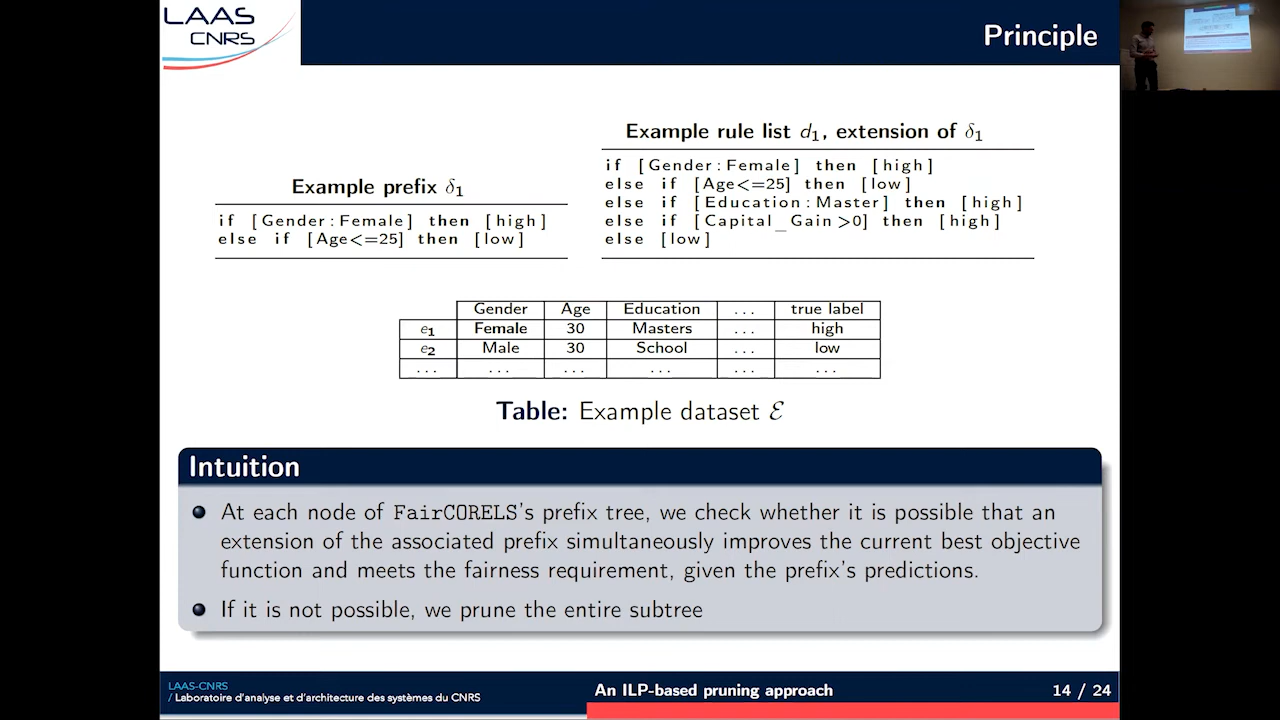 LAAS
CNRS
Principle
Example prefix δ1
if [Gender:Female] then [high]
else if [Age<=25] then [low]
Example rule list d1, extension of δ1
if [Gender:Female] then [high]
else if [Age<=25] then [low]
else if [Education:Master] then [high]
else if [Capital_Gain>0] then [high]
else [low]
Gender Age Education ... true label
e1 Female 30 Masters ... high
e2 Male 30 School ... low
... ... ... ... ... ...
Table: Example dataset ℰ
Intuition
At each node of FairCORELS's prefix tree, we check whether it is possible that an
extension of the associated prefix simultaneously improves the current best objective
function and meets the fairness requirement, given the prefix's predictions.
If it is not possible, we prune the entire subtree
LAAS-CNRS
/ Laboratoire d'analyse et d'architecture des systèmes du CNRS
An ILP-based pruning approach
14 / 24